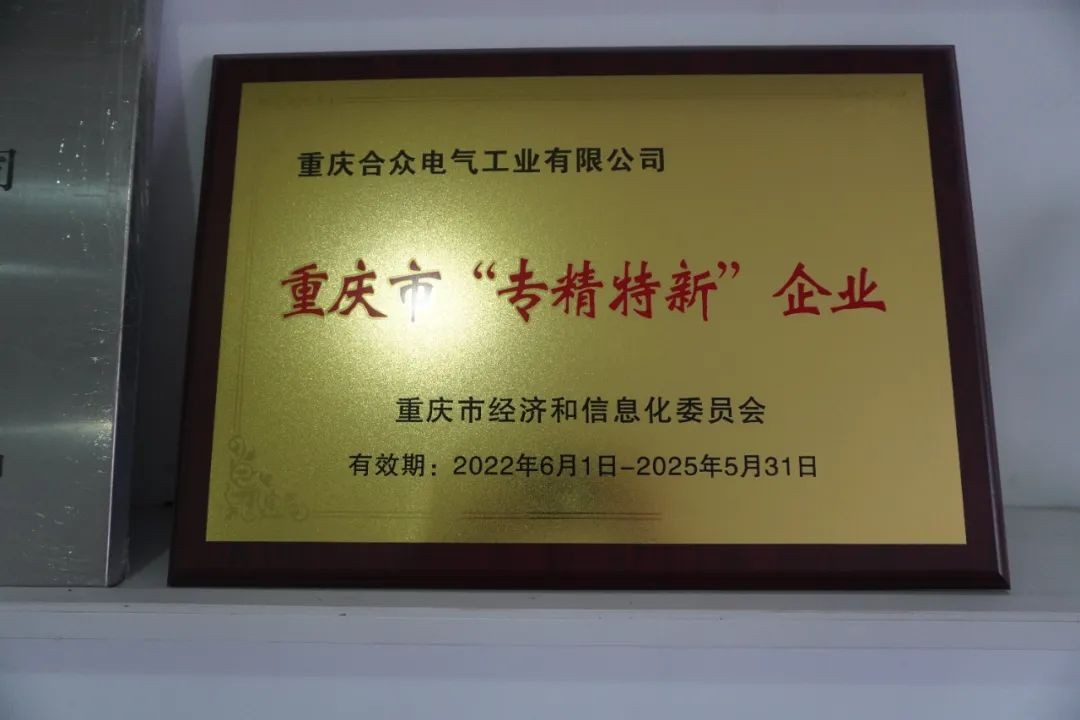 重庆合众电气工业有限公司
重庆市“专精特新”企业
重庆市经济和信息化委员会
有效期：2022年6月1日-2025年5月31日